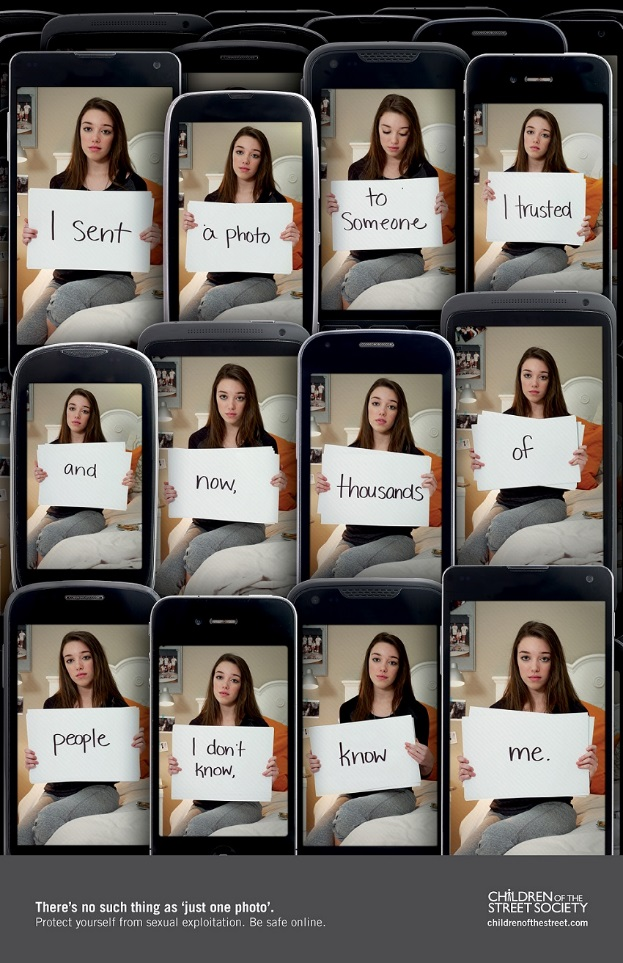 I sent
a photo
to
Someone
I trusted
and
now,
thousands
of
people
I don't
know,
know
me.
There's no such thing as 'just one photo'.
Protect yourself from sexual exploitation. Be safe online.
CHiLDREN OF THE
STREET SOCIETY
childrenofthestreet.com